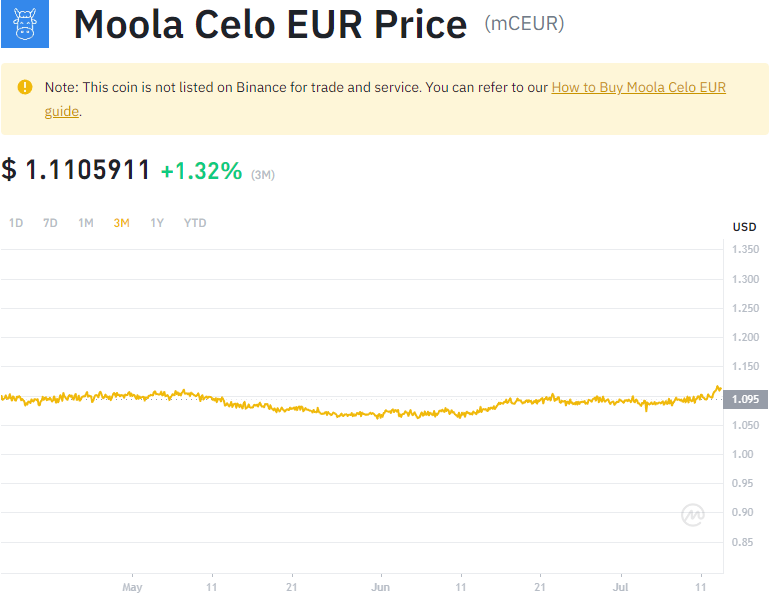 Moola Celo EUR Price (mCEUR)
Note: This coin is not listed on Binance for trade and service. You can refer to our How to Buy Moola Celo EUR
guide.
$ 1.1105911 +1.32% (3M)
1D 7D 1M 3M 1Y YTD
USD
1.350
1.300
1.250
1.200
1.150
1.095
1.050
1.00
0.95
0.90
0.85
May 11 21 Jun 11 21 Jul 11